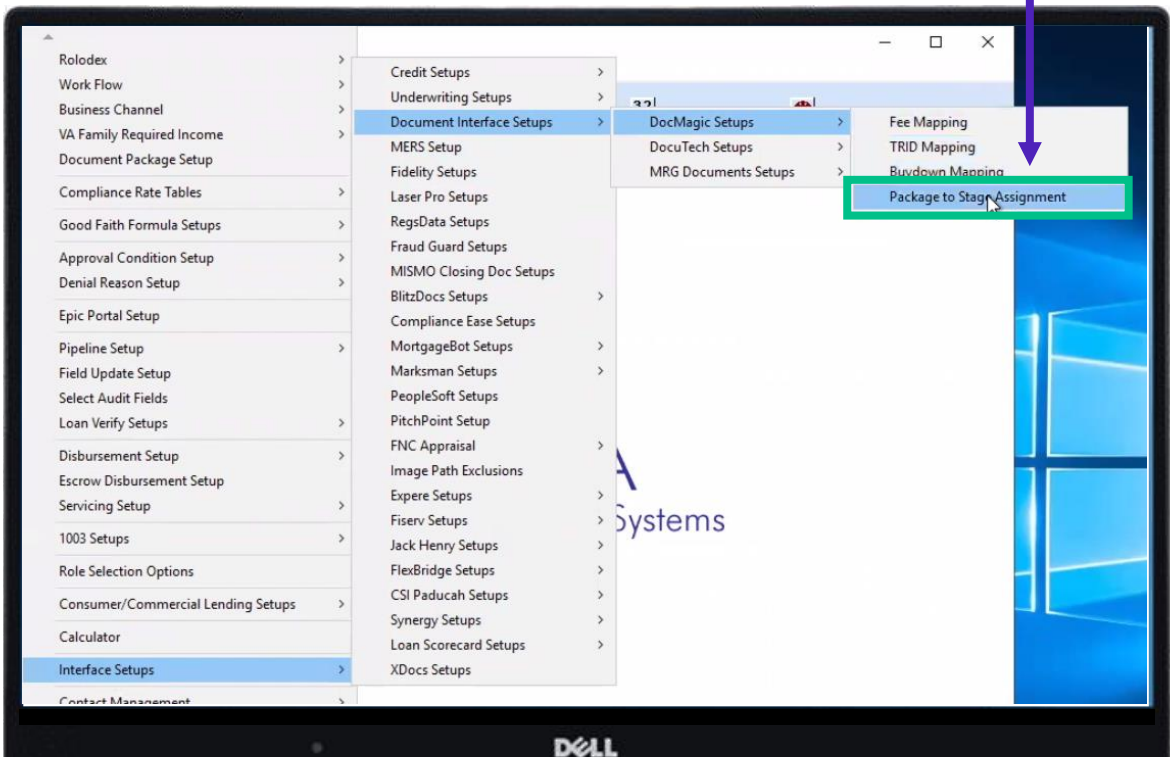 Rolodex
Work Flow
Business Channel
VA Family Required Income
Document Package Setup
Compliance Rate Tables
Good Faith Formula Setups
Approval Condition Setup
Denial Reason Setup
Epic Portal Setup
Pipeline Setup
Field Update Setup
Select Audit Fields
Loan Verify Setups
Disbursement Setup
Escrow Disbursement Setup
Servicing Setup
1003 Setups
Role Selection Options
Consumer/Commercial Lending Setups
Calculator
Interface Setups
Contact Management
Credit Setups
Underwriting Setups
Document Interface Setups
MERS Setup
Fidelity Setups
Laser Pro Setups
RegsData Setups
Fraud Guard Setups
MISMO Closing Doc Setups
BlitzDocs Setups
Compliance Ease Setups
MortgageBot Setups
Marksman Setups
PeopleSoft Setups
PitchPoint Setup
FNC Appraisal
Image Path Exclusions
Expere Setups
Fiserv Setups
Jack Henry Setups
FlexBridge Setups
CSI Paducah Setups
Synergy Setups
Loan Scorecard Setups
XDocs Setups
32
DocMagic Setups
DocuTech Setups
MRG Documents Setups
Fee Mapping
TRID Mapping
Buydown Mapping
Package to Stage Assignment
A
Systems
DELL